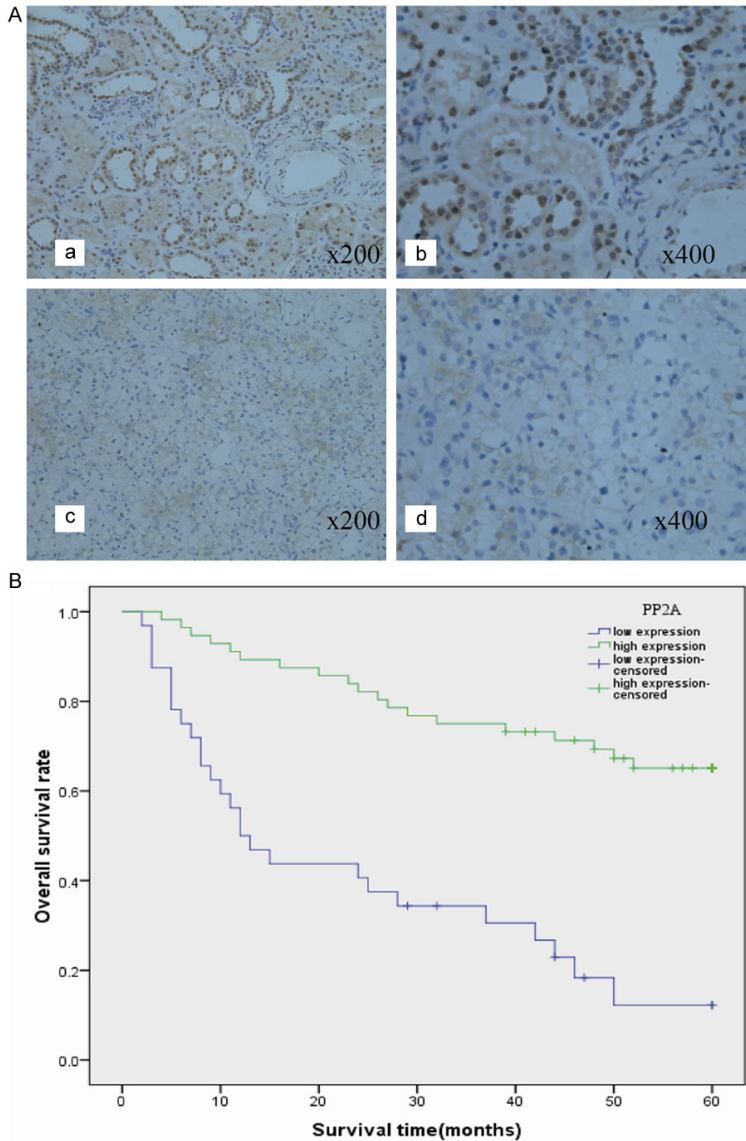 A
a
x200
b
x400
c
x200
d
x400
B
PP2A
low expression
high expression
low expression-
censored
high expression-
censored
1.0
0.8
0.6
0.4
0.2
0.0
Overall survival rate
0 10 20 30 40 50 60
Survival time(months)